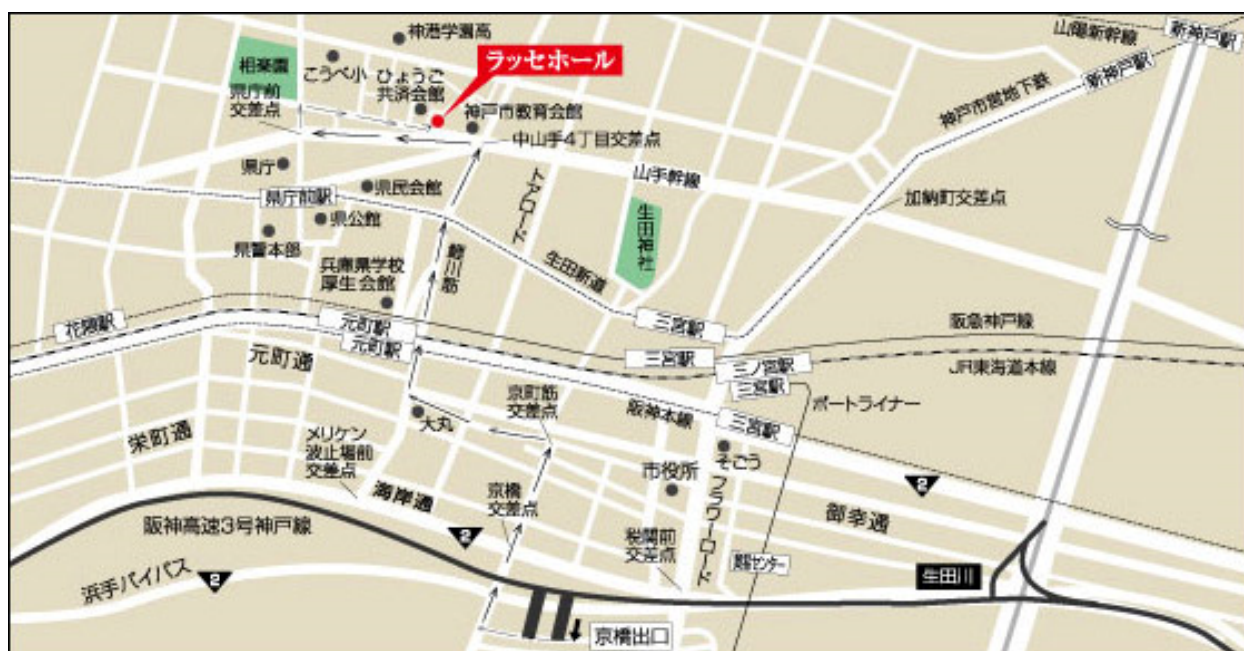 神港学園高
ラッセホール
相楽園
こうべ小
ひょうご
共済会館
県庁前
交差点
神戸市教育会館
中山手4丁目交差点
山陽新幹線
新神戸駅
新神戸駅
神戸市営地下鉄
県庁
県民会館
県庁前駅
県公館
県警本部
トアロード
山手幹線
生田神社
加納町交差点
兵庫県学校
厚生会館
鯉川筋
生田新道
花隈駅
元町駅
元町駅
三宮駅
三宮駅
三ノ宮駅
三宮駅
阪急神戸線
JR東海道本線
元町通
京町筋
交差点
阪神本線
三宮駅
ポートライナー
大丸
栄町通
メリケン
波止場前
交差点
市役所
そごう
2
海岸通
京橋
交差点
フラワーロード
御幸通
阪神高速3号神戸線
2
税関前
交差点
貿易センター
生田川
浜手バイパス
2
京橋出口